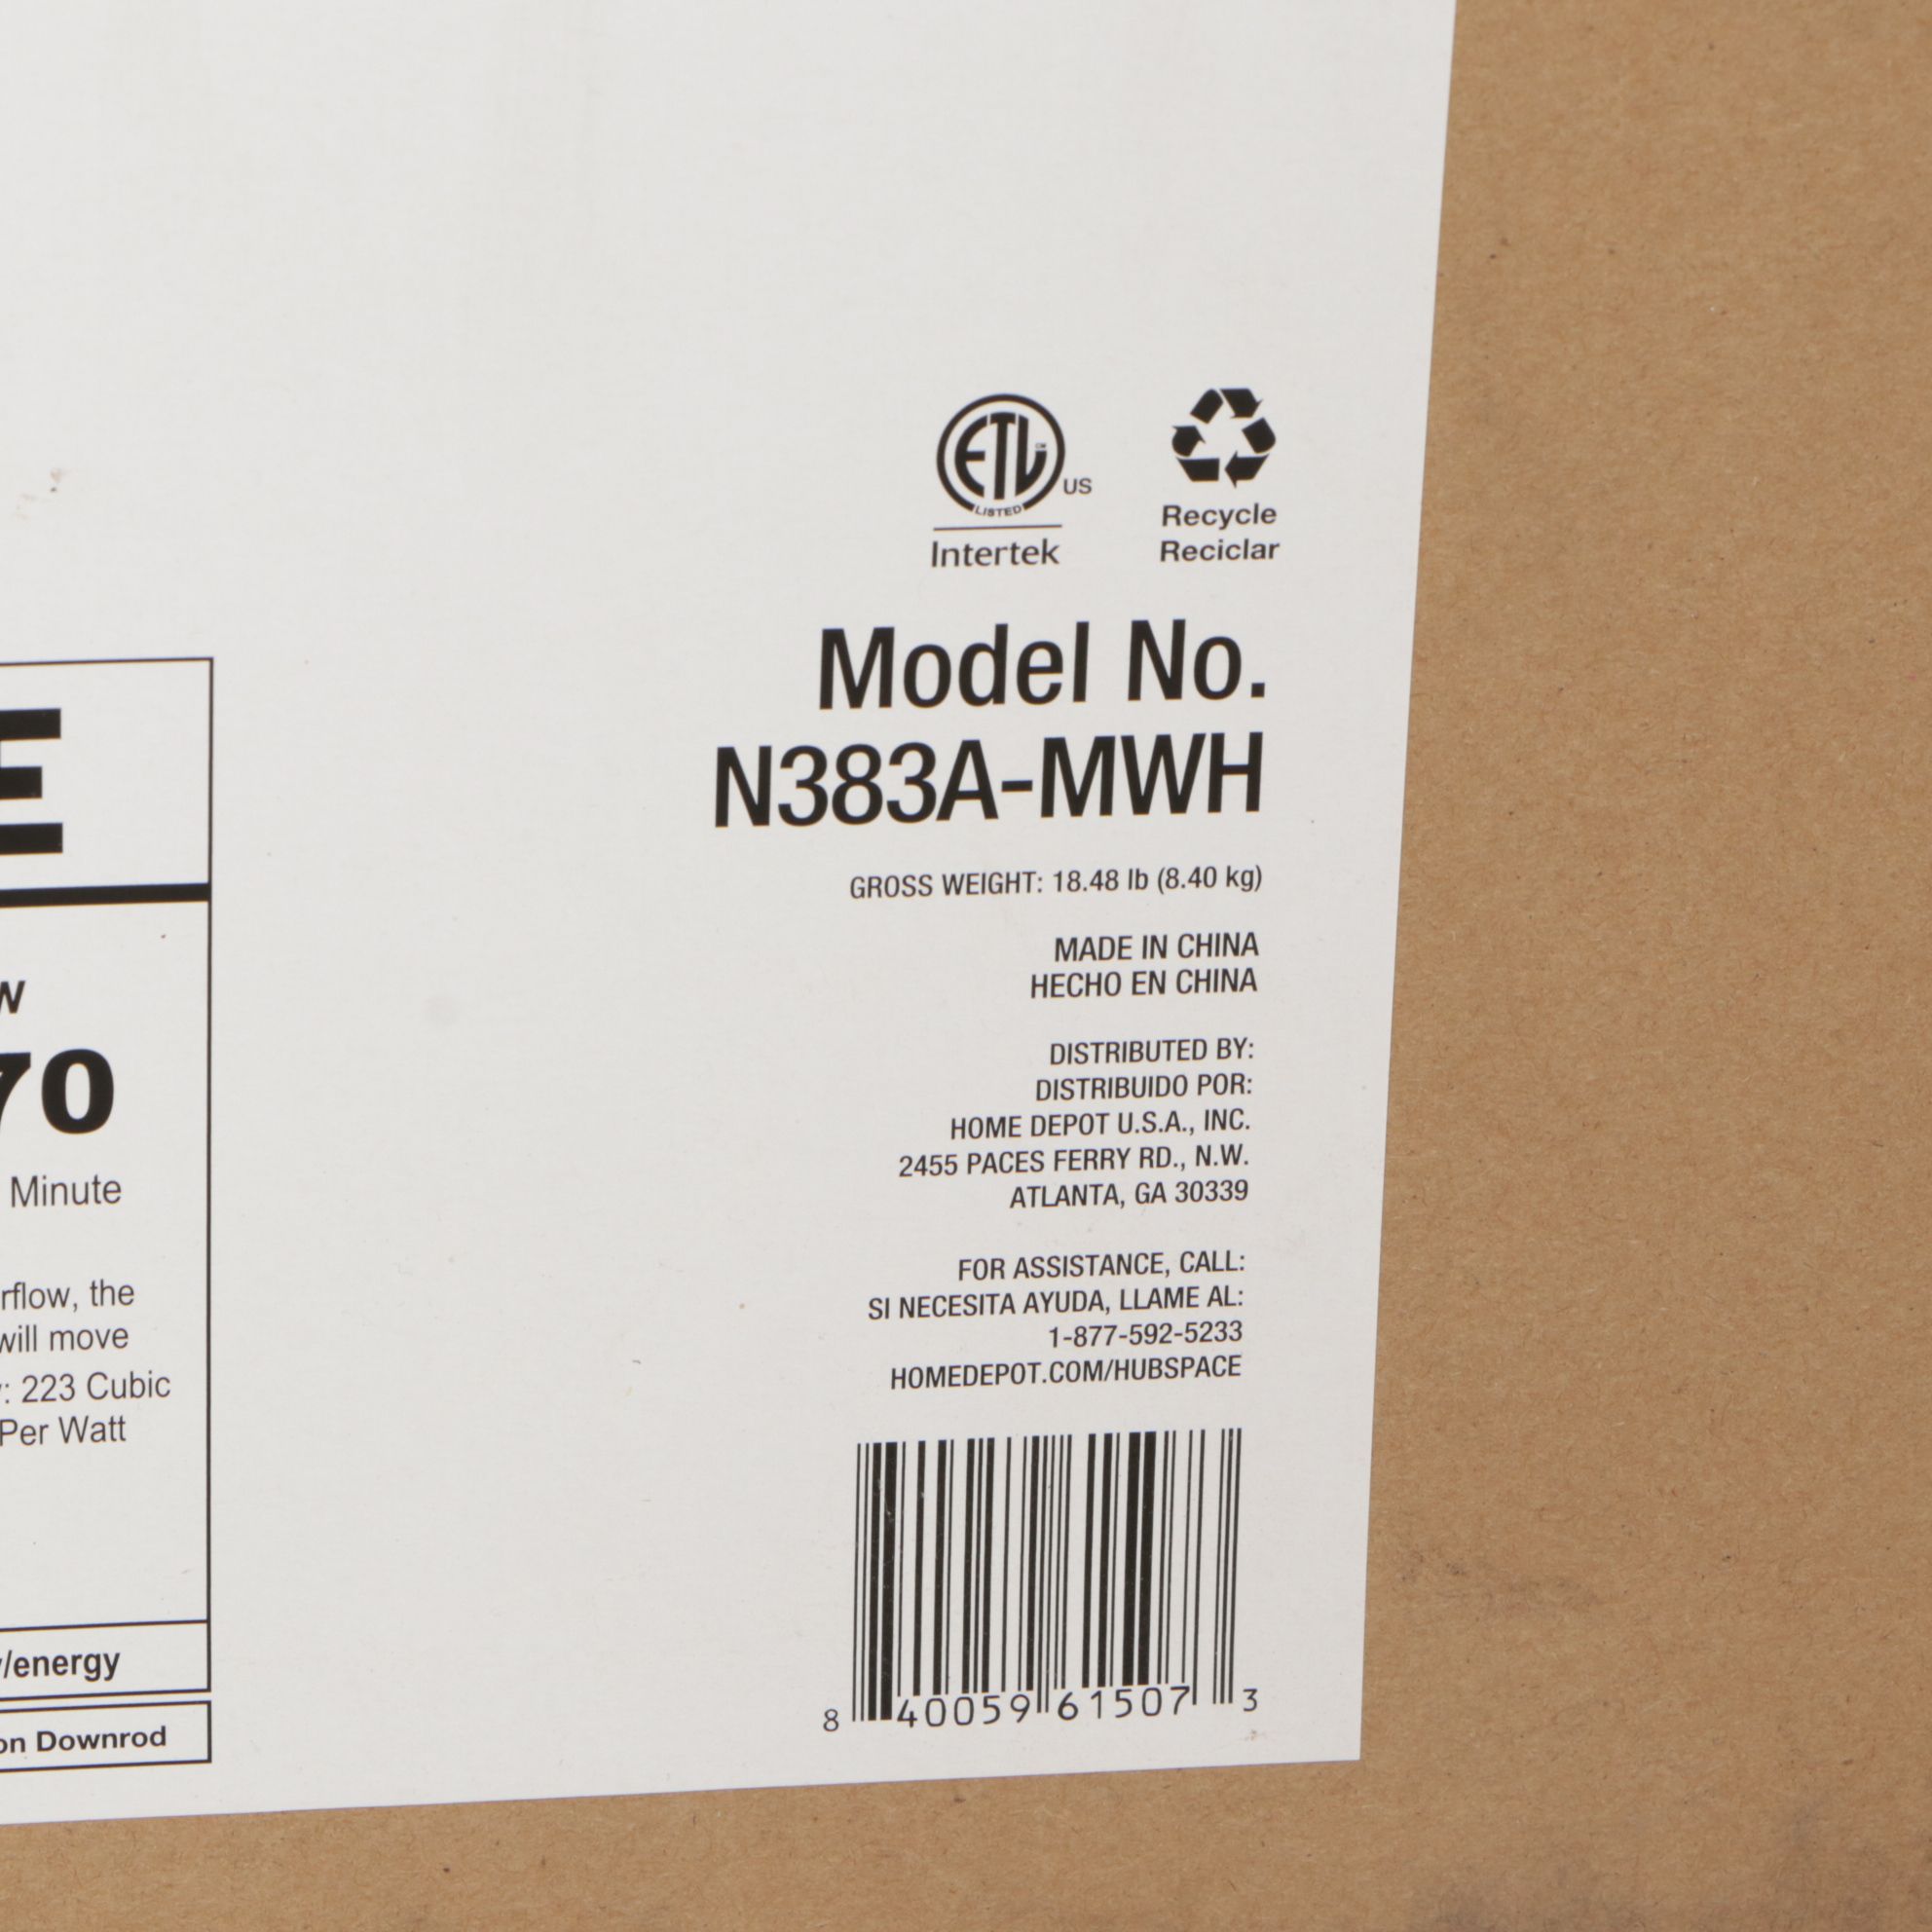 ETL
CM
US
LISTED
Intertek
Recycle
Reciclar
Model No.
N383A-MWH
GROSS WEIGHT: 18.48 lb (8.40 kg)
MADE IN CHINA
HECHO EN CHINA
DISTRIBUTED BY:
DISTRIBUIDO POR:
HOME DEPOT U.S.A., INC.
2455 PACES FERRY RD., N.W.
ATLANTA, GA 30339
FOR ASSISTANCE, CALL:
SI NECESITA AYUDA, LLAME AL:
1-877-592-5233
HOMEDEPOT.COM/HUBSPACE
8 40059 61507 3
E
w
70
Minute
rflow, the
will move
: 223 Cubic
Per Watt
/energy
on Downrod